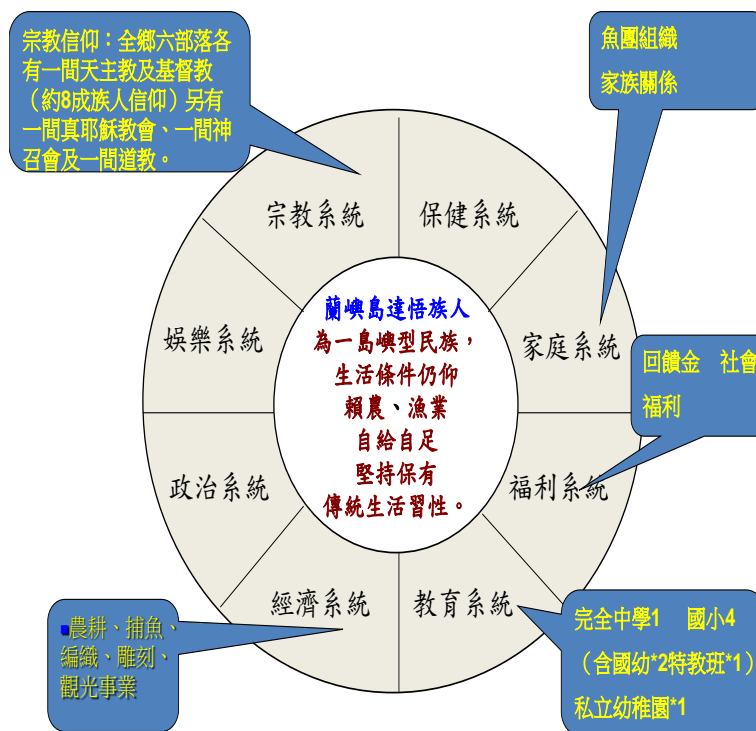 宗教信仰：全鄉六部落各
有一間天主教及基督教
（約8成族人信仰）另有
一間真耶穌教會、一間神
召會及一間道教。
魚團組織
家族關係
宗教系統
保健系統
娛樂系統
家庭系統
蘭嶼島達悟族人
為一島嶼型民族，
生活條件仍仰
賴農、漁業
自給自足
堅持保有
傳統生活習性。
回饋金 社會
福利
政治系統
福利系統
經濟系統
教育系統
農耕、捕魚、
編織、雕刻、
觀光事業
完全中學1 國小4
（含國幼*2特教班*1）
私立幼稚園*1